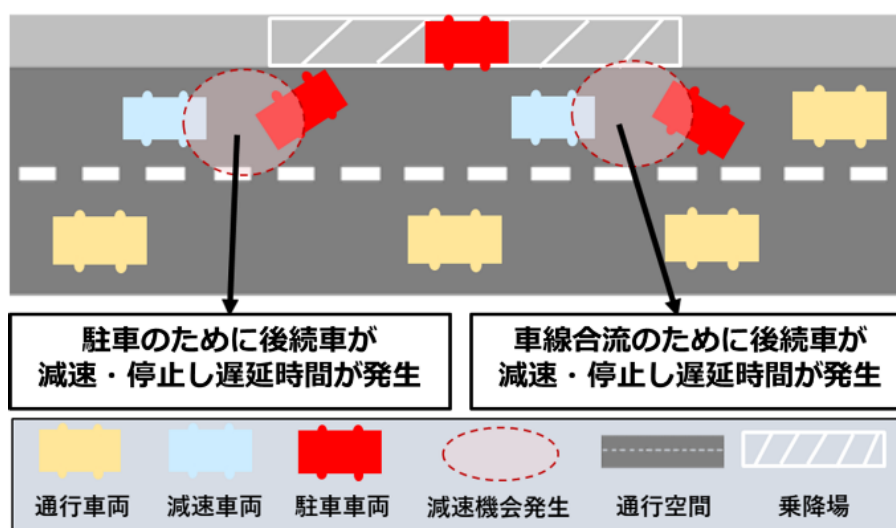 駐車のために後続車が
減速・停止し遅延時間が発生
車線合流のために後続車が
減速・停止し遅延時間が発生
通行車両
減速車両
駐車車両
減速機会発生
通行空間
乗降場